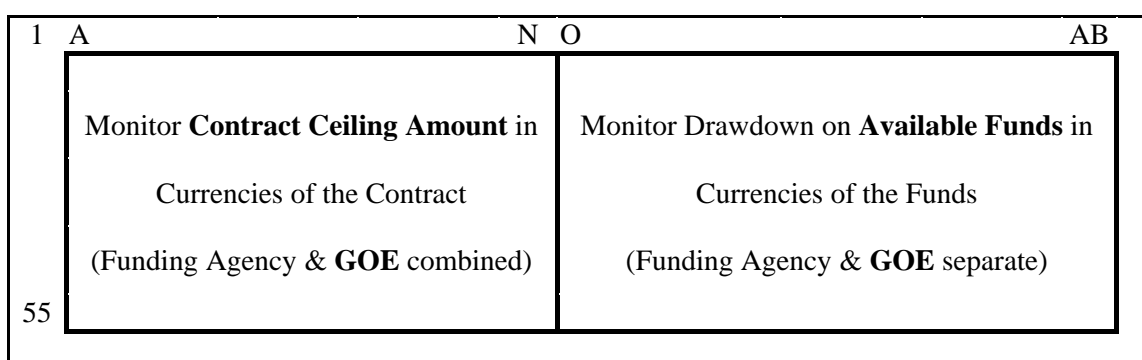 1 A N O AB
Monitor Contract Ceiling Amount in
Currencies of the Contract
(Funding Agency & GOE combined)
Monitor Drawdown on Available Funds in
Currencies of the Funds
(Funding Agency & GOE separate)
55